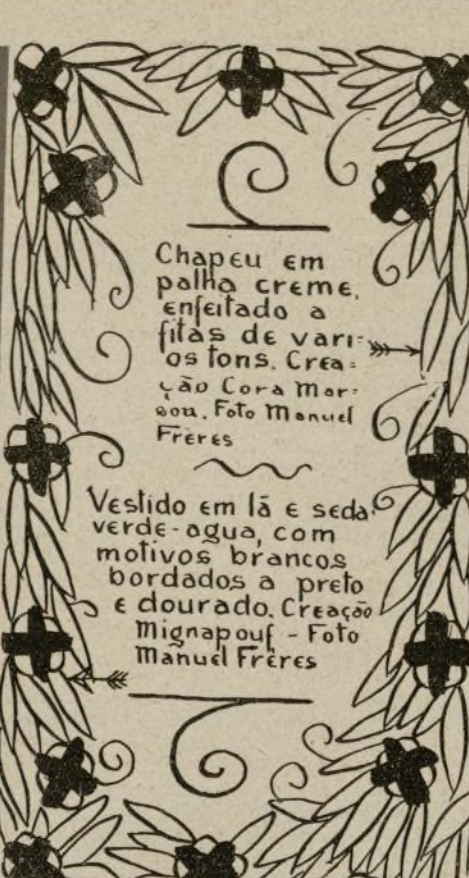 Chapeu em
palha creme,
enfeitado a
fitas de vari=
os tons. Crea=
ção Cora Mar=
sou. Foto Manuel
Frères
Vestido em lã e seda
verde-agua, com
motivos brancos
bordados a preto
e dourado. Creação
Mignapouf - Foto
Manuel Frères